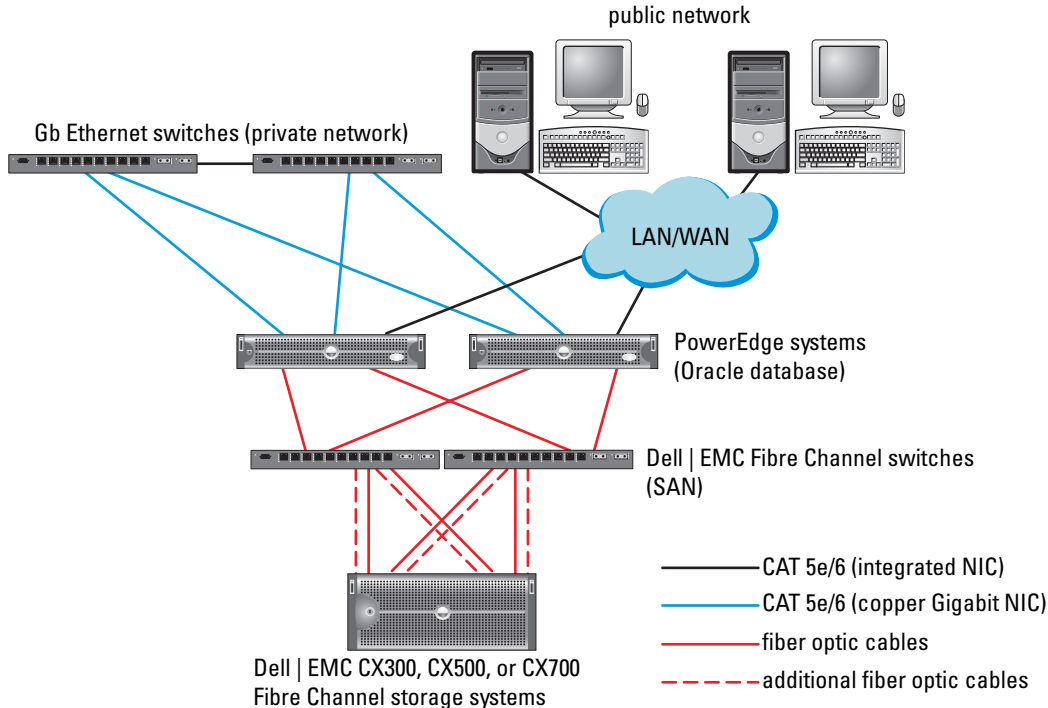 public network
Gb Ethernet switches (private network)
LAN/WAN
PowerEdge systems
(Oracle database)
Dell | EMC Fibre Channel switches
(SAN)
CAT 5e/6 (integrated NIC)
CAT 5e/6 (copper Gigabit NIC)
fiber optic cables
additional fiber optic cables
Dell | EMC CX300, CX500, or CX700
Fibre Channel storage systems